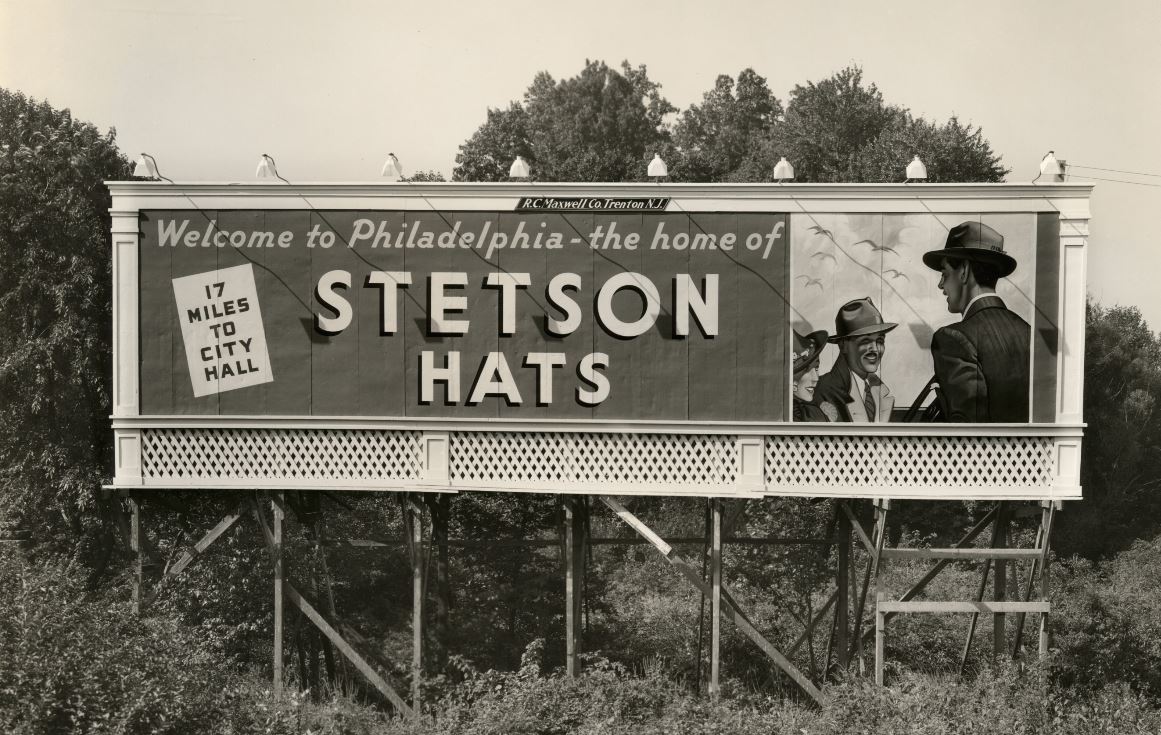 R.C. Maxwell Co. Trenton N.J.
Welcome to Philadelphia - the home of
STETSON
HATS
17
MILES
TO
CITY
HALL